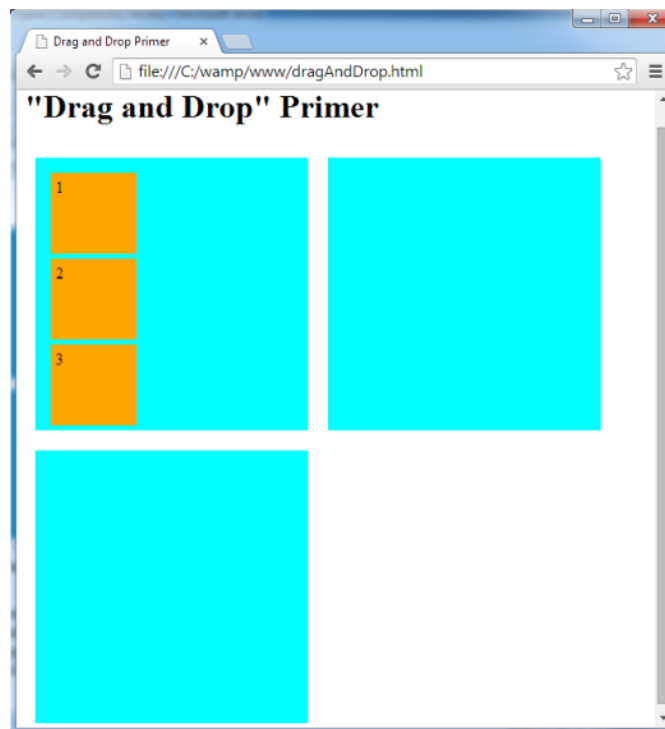 Drag and Drop Primer
file:///C:/wamp/www/dragAndDrop.html
"Drag and Drop" Primer
1
2
3